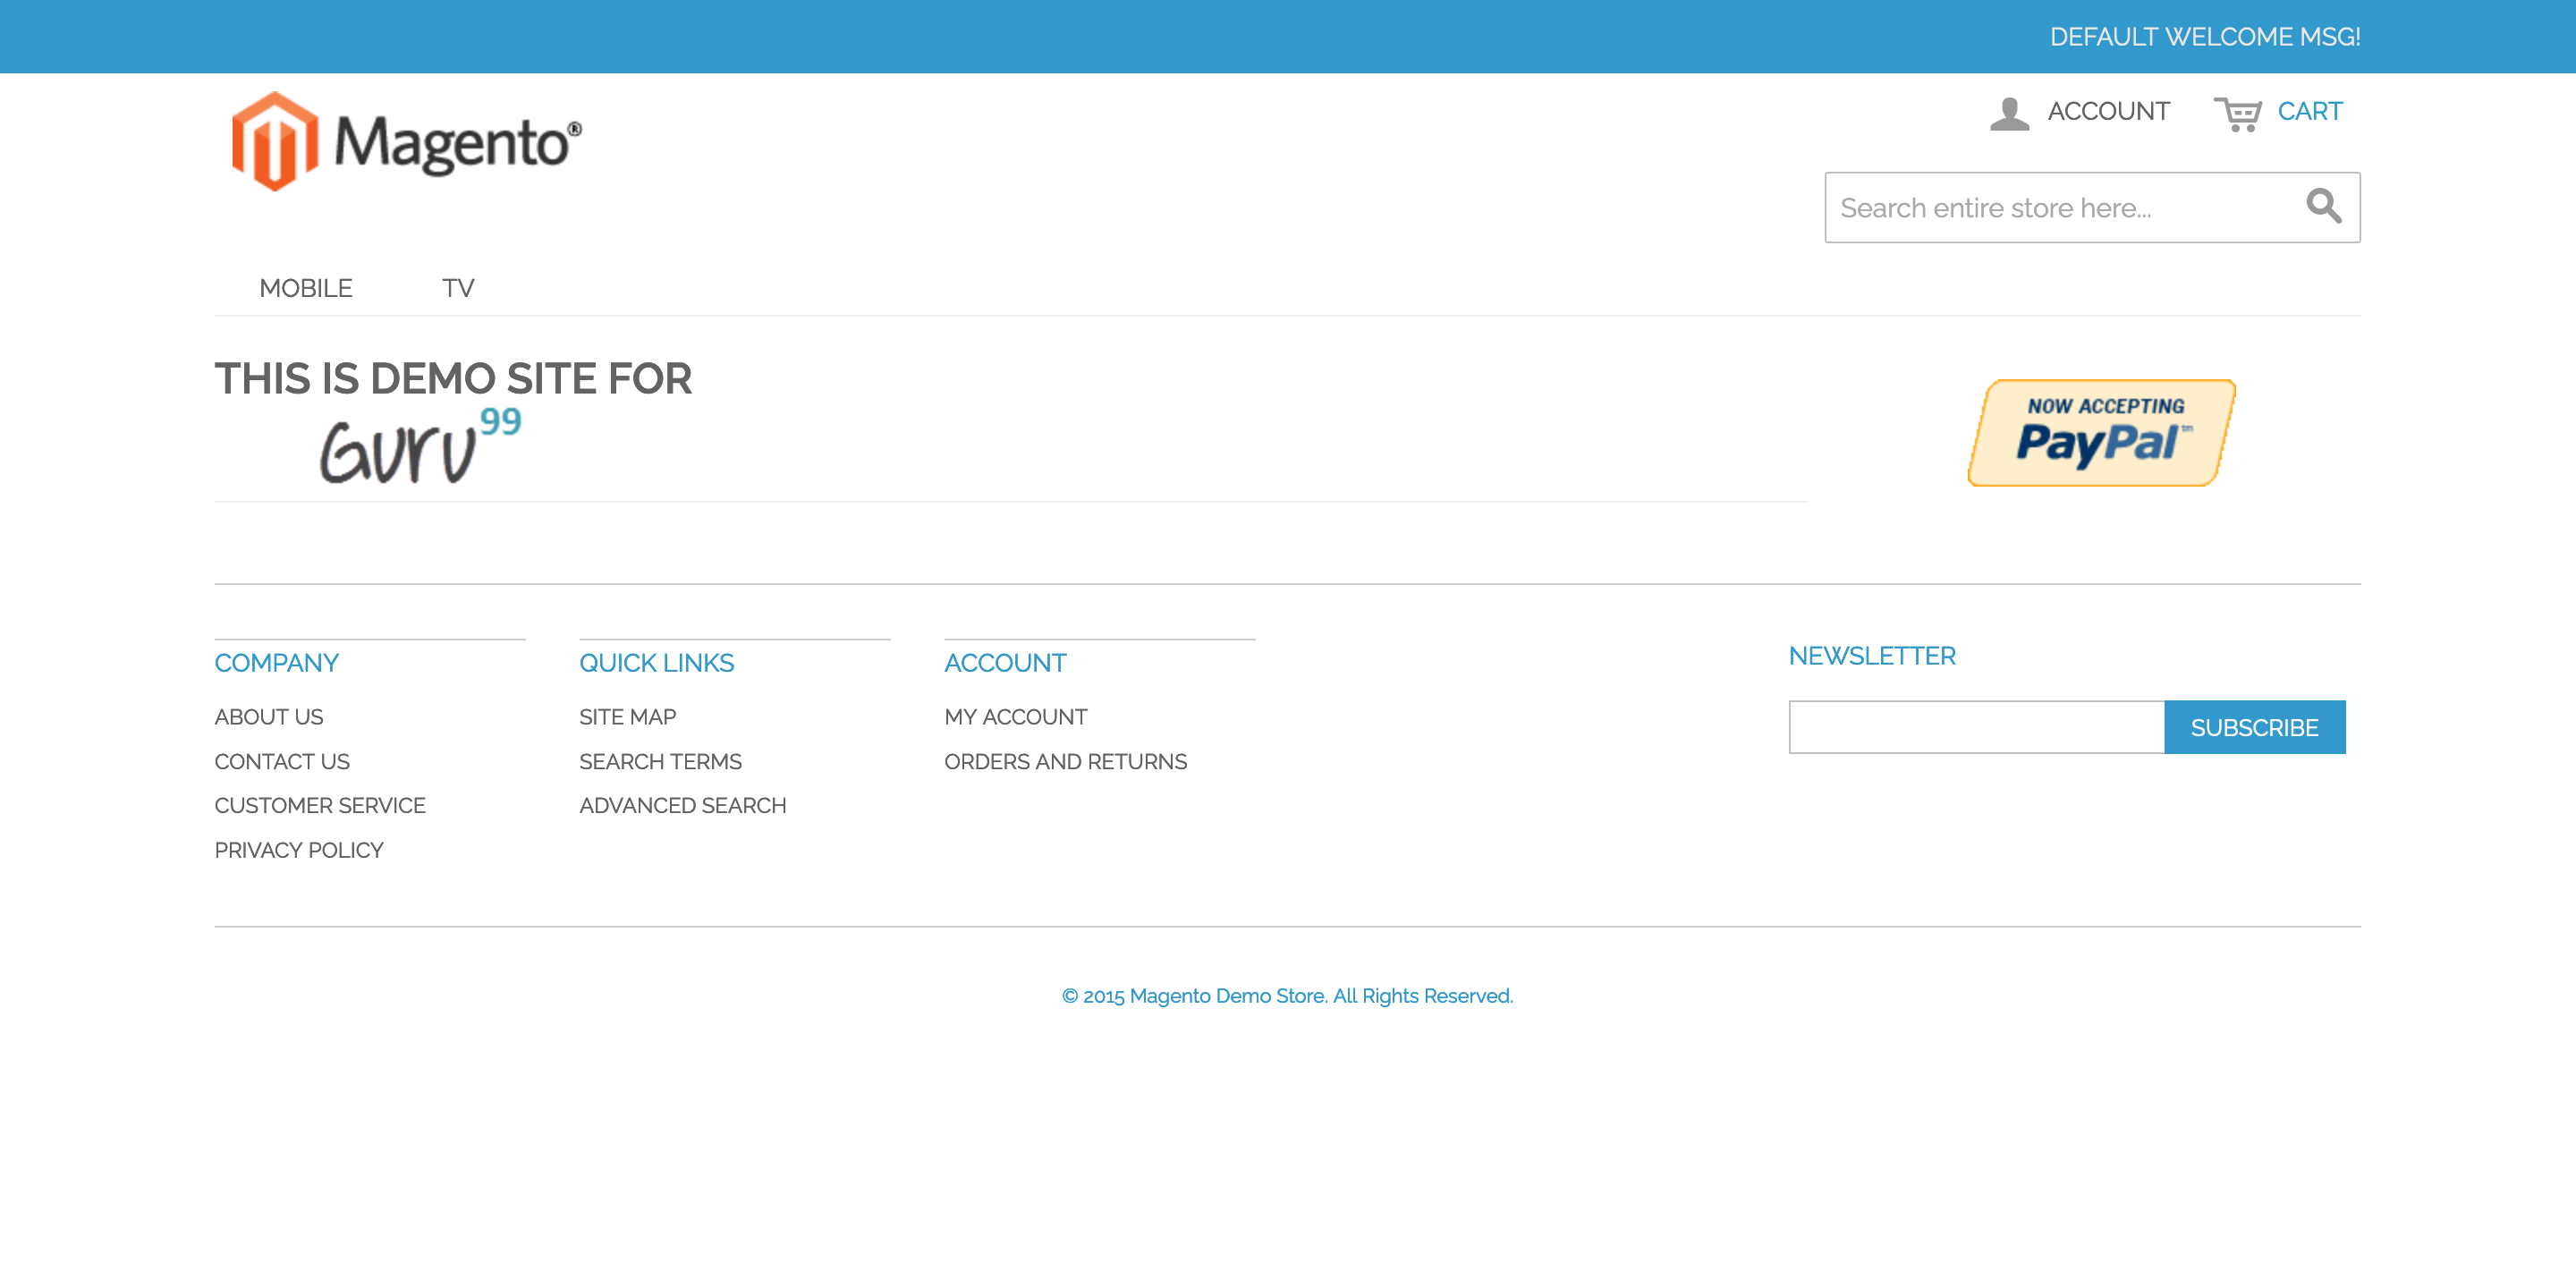 DEFAULT WELCOME MSG!
Magento®
ACCOUNT
CART
Search entire store here...
MOBILE
TV
THIS IS DEMO SITE FOR
Guru99
NOW ACCEPTING
PayPal™
COMPANY
ABOUT US
CONTACT US
CUSTOMER SERVICE
PRIVACY POLICY
QUICK LINKS
SITE MAP
SEARCH TERMS
ADVANCED SEARCH
ACCOUNT
MY ACCOUNT
ORDERS AND RETURNS
NEWSLETTER
SUBSCRIBE
© 2015 Magento Demo Store. All Rights Reserved.